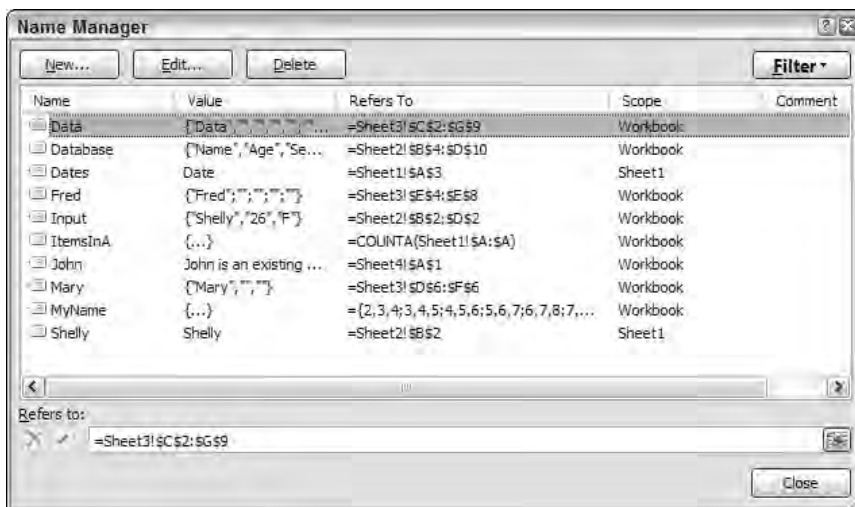 Name Manager
New... Edit... Delete Filter
Name Value Refers To Scope Comment
Data {"Data","","","","","... =Sheet3!$C$2:$G$9 Workbook
Database {"Name","Age","Se... =Sheet2!$B$4:$D$10 Workbook
Dates Date =Sheet1!$A$3 Sheet1
Fred {"Fred";"";"";"";""} =Sheet3!$E$4:$E$8 Workbook
Input {"Shelly","26","F"} =Sheet2!$B$2:$D$2 Workbook
ItemsInA {...} =COUNTA(Sheet1!$A:$A) Workbook
John John is an existing ... =Sheet4!$A$1 Workbook
Mary {"Mary","",""} =Sheet3!$D$6:$F$6 Workbook
MyName {...} ={2,3,4;3,4,5;4,5,6;5,6,7;6,7,8;7,... Workbook
Shelly Shelly =Sheet2!$B$2 Sheet1
Refers to:
=Sheet3!$C$2:$G$9
Close